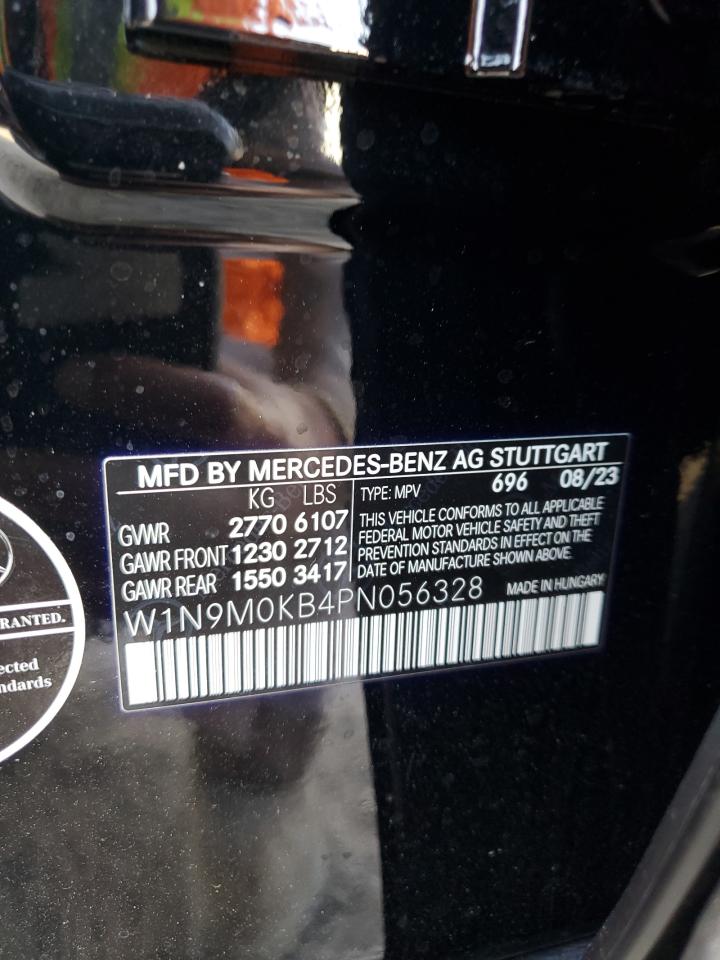 MFD BY MERCEDES-BENZ AG STUTTGART
KG LBS
GVWR 2770 6107
GAWR FRONT 1230 2712
GAWR REAR 1550 3417
TYPE: MPV 696 08/23
THIS VEHICLE CONFORMS TO ALL APPLICABLE
FEDERAL MOTOR VEHICLE SAFETY AND THEFT
PREVENTION STANDARDS IN EFFECT ON THE
DATE OF MANUFACTURE SHOWN ABOVE.
W1N9M0KB4PN056328 MADE IN HUNGARY
RANTED.
ected
ndards